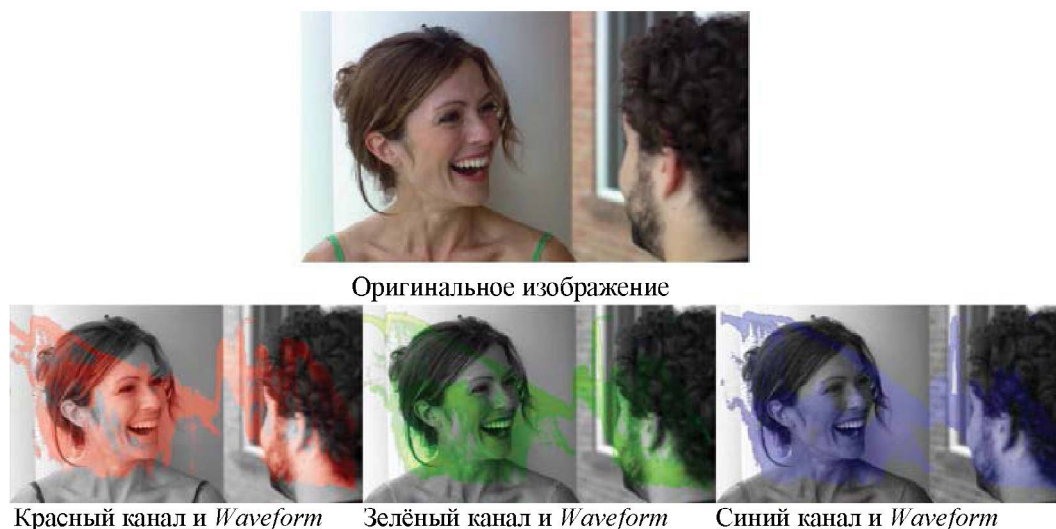 Оригинальное изображение
Красный канал и Waveform
Зелёный канал и Waveform
Синий канал и Waveform